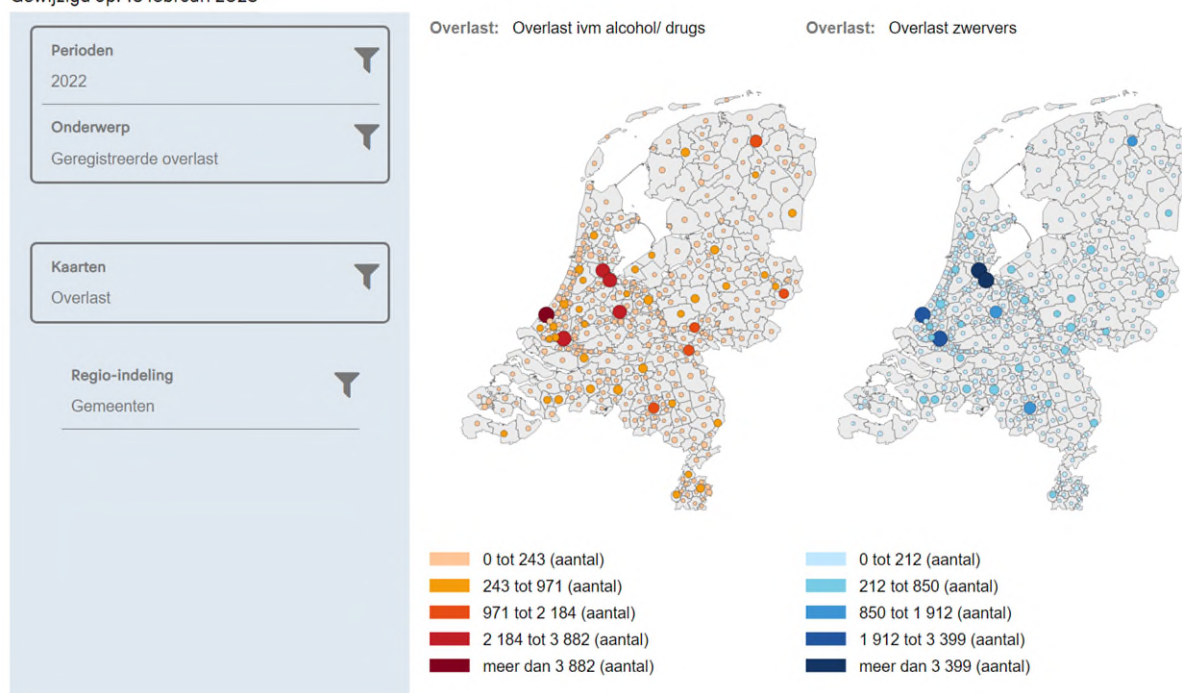 Perioden
2022
Onderwerp
Geregistreerde overlast
Kaarten
Overlast
Regio-indeling
Gemeenten
Overlast: Overlast ivm alcohol/ drugs
0 tot 243 (aantal)
243 tot 971 (aantal)
971 tot 2 184 (aantal)
2 184 tot 3 882 (aantal)
meer dan 3 882 (aantal)
Overlast: Overlast zwervers
0 tot 212 (aantal)
212 tot 850 (aantal)
850 tot 1 912 (aantal)
1 912 tot 3 399 (aantal)
meer dan 3 399 (aantal)